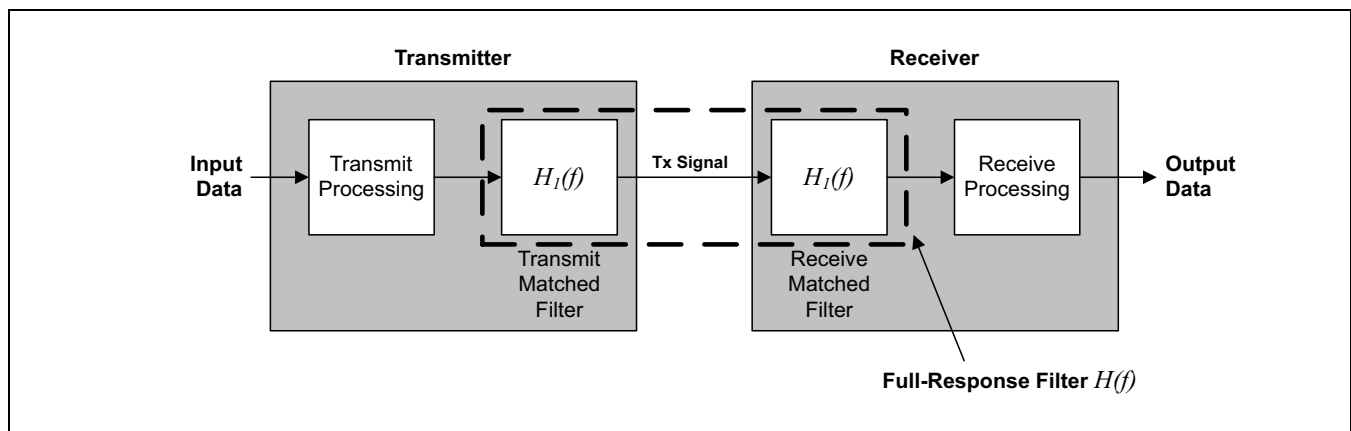 Transmitter
Receiver
Input
Data
Transmit
Processing
H₁(f)
Tx Signal
H₁(f)
Receive
Processing
Output
Data
Transmit
Matched
Filter
Receive
Matched
Filter
Full-Response Filter H(f)